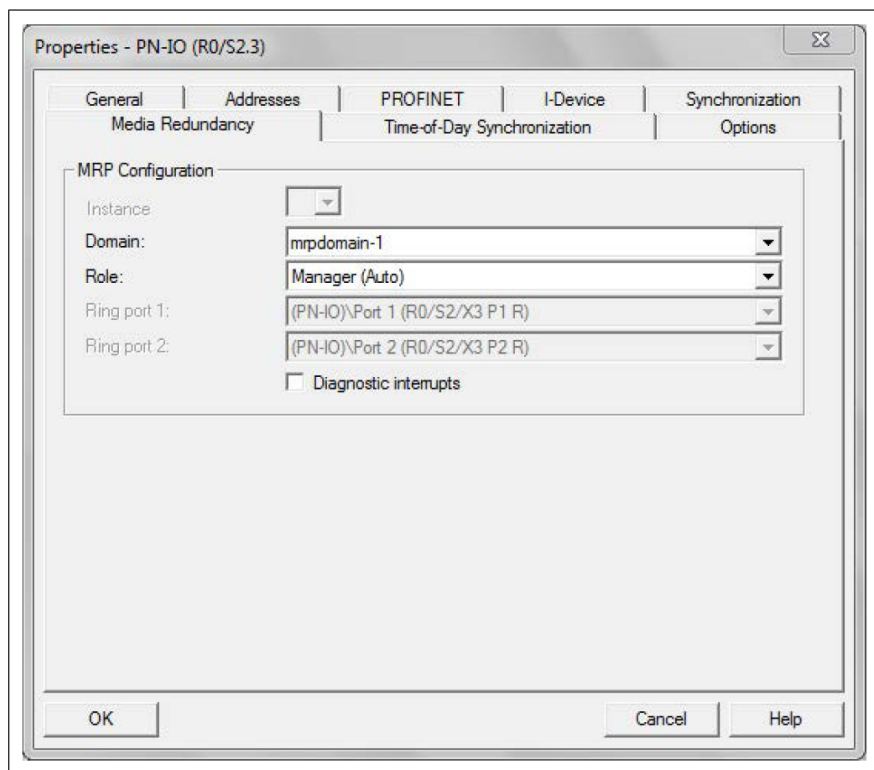 Properties - PN-IO (R0/S2.3)
General Addresses PROFINET I-Device Synchronization
Media Redundancy Time-of-Day Synchronization Options
MRP Configuration
Instance
Domain: mrpdomain-1
Role: Manager (Auto)
Ring port 1: (PN-IO)\Port 1 (R0/S2/X3 P1 R)
Ring port 2: (PN-IO)\Port 2 (R0/S2/X3 P2 R)
Diagnostic interrupts
OK Cancel Help